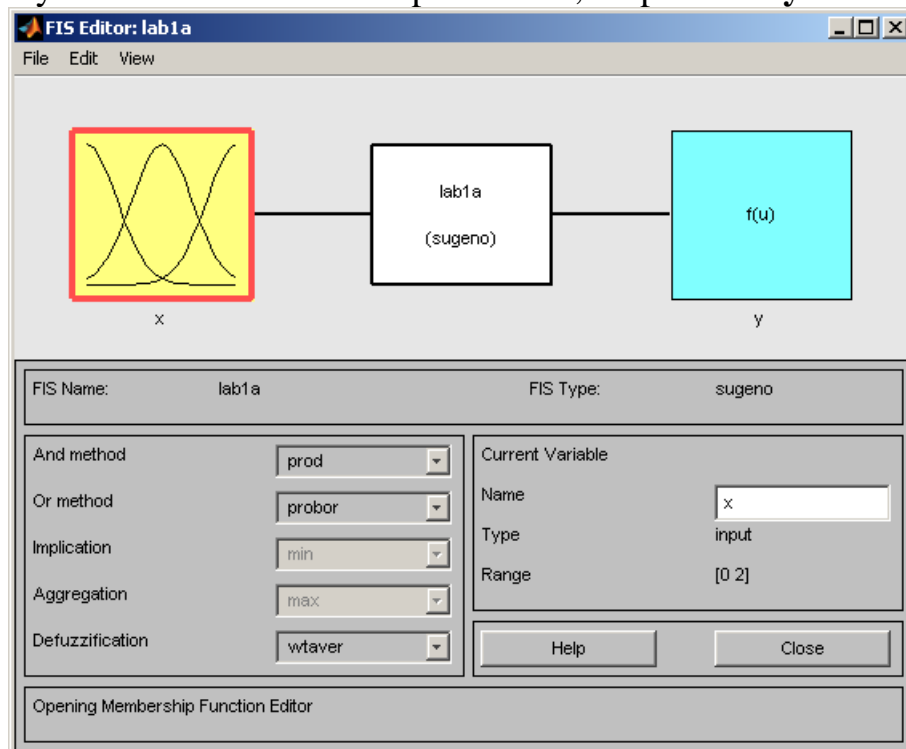 FIS Editor: lab1a
File Edit View
lab1a
(sugeno)
f(u)
x
y
FIS Name: lab1a FIS Type: sugeno
And method prod
Or method probor
Implication min
Aggregation max
Defuzzification wtaver
Current Variable
Name x
Type input
Range [0 2]
Help Close
Opening Membership Function Editor